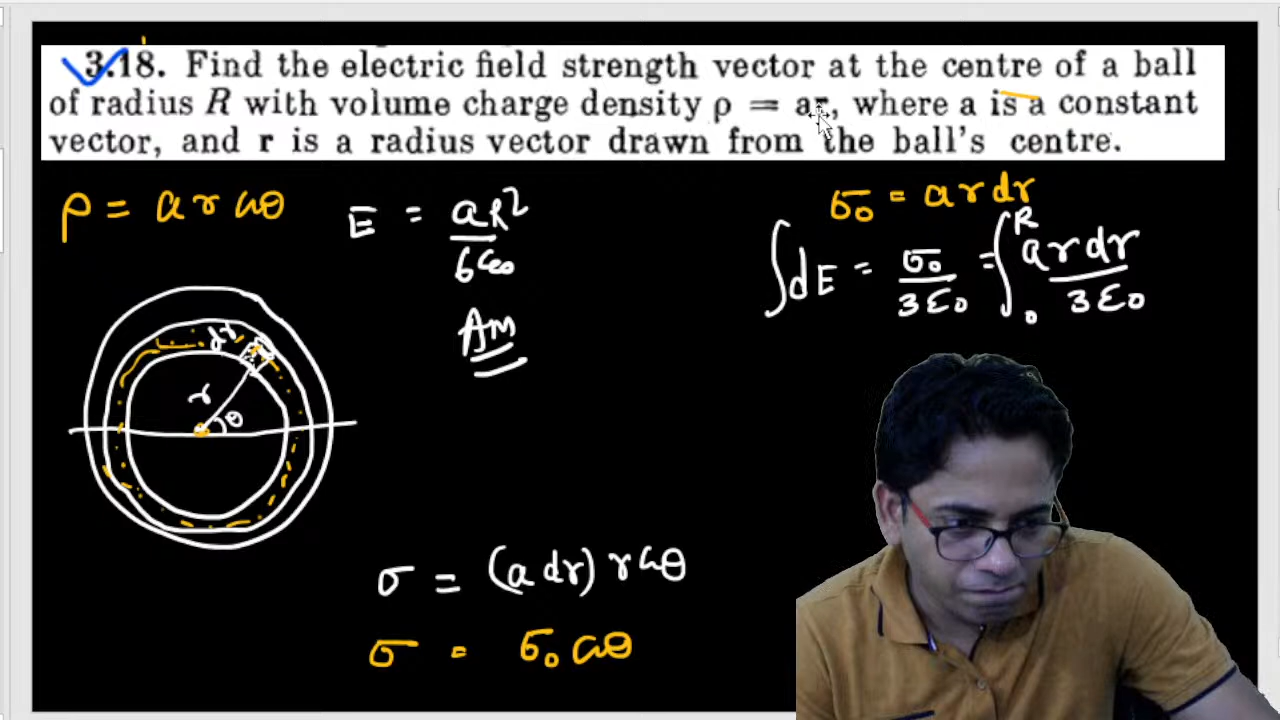 3.18. Find the electric field strength vector at the centre of a ball
of radius R with volume charge density ρ = ar, where a is a constant
vector, and r is a radius vector drawn from the ball's centre.
ρ = a r cosθ
E = aR²/6ε₀
Ans
σ₀ = a r dr
∫dE = σ₀/3ε₀ = ∫₀ᴿ a r dr/3ε₀
dr
r
θ
σ = (a dr) r cosθ
σ = σ₀ cosθ